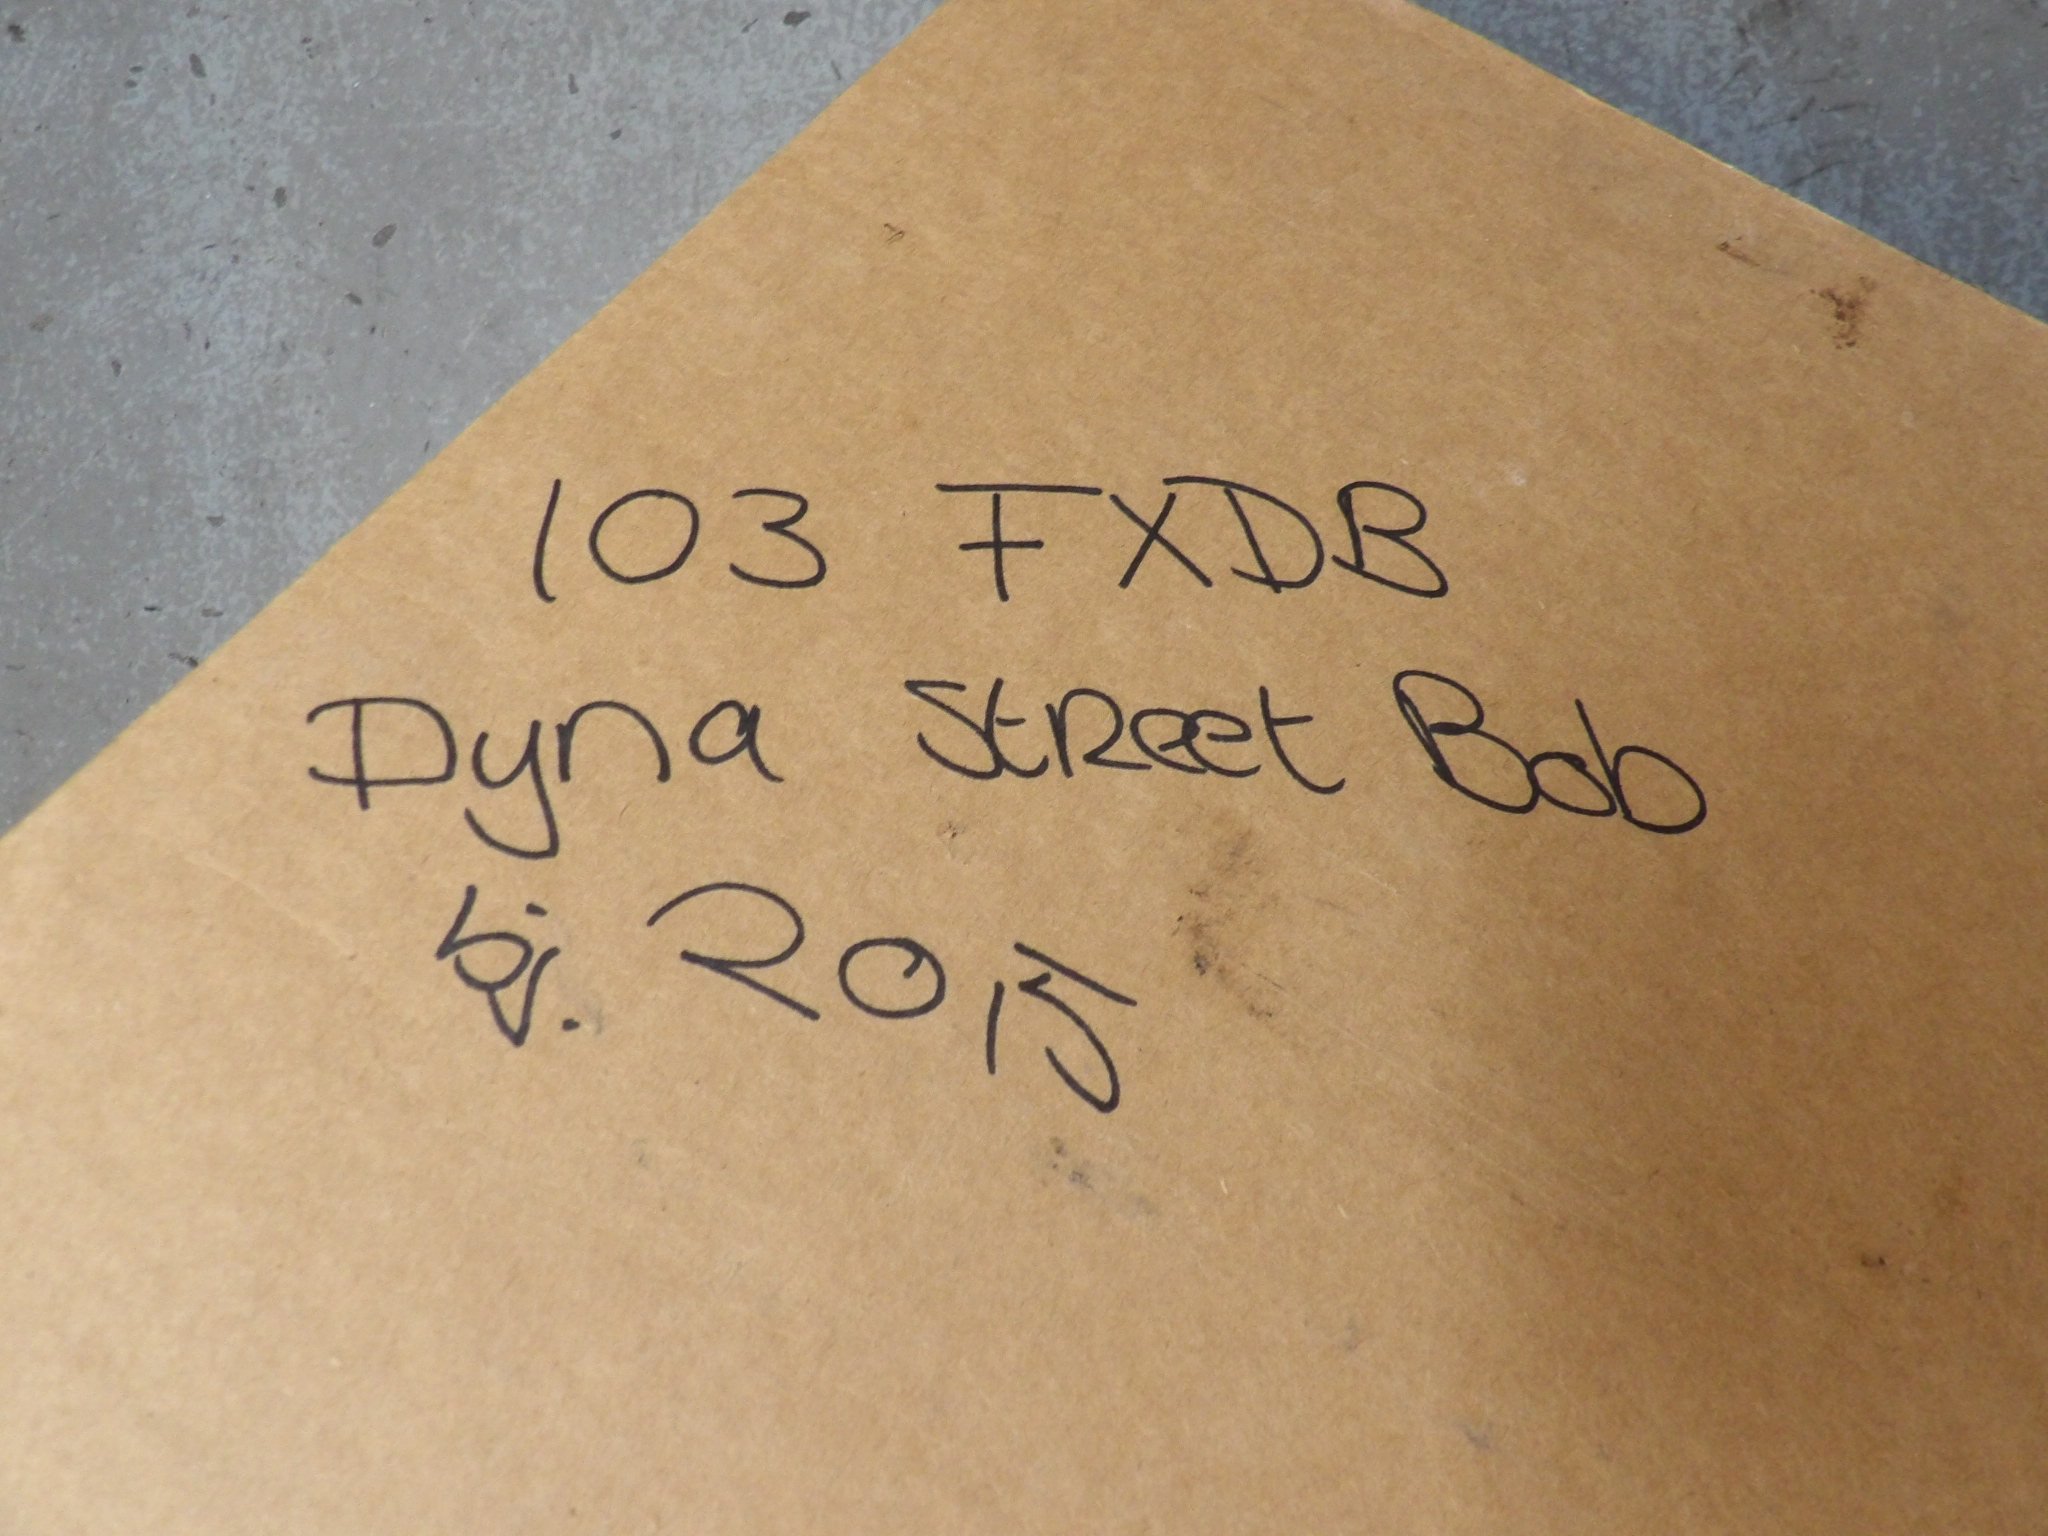 103 FXDB
Dyna Street Bob
bj. 2015